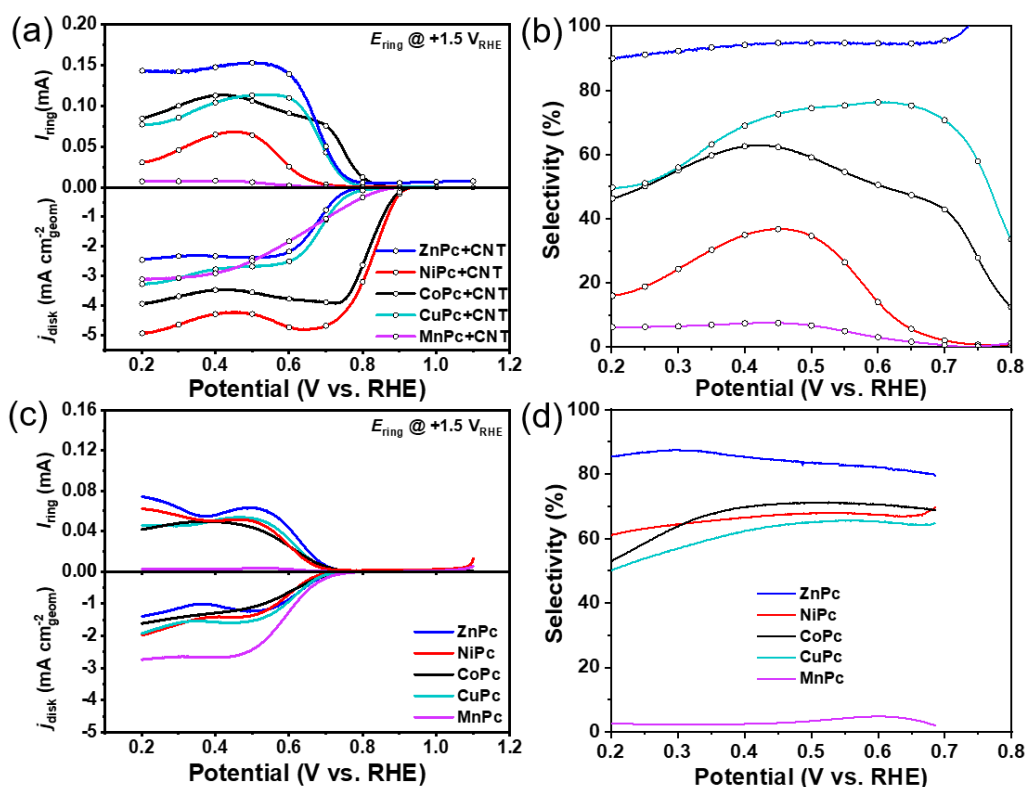 (a)
E_ring @ +1.5 V_RHE
I_ring(mA)
0.20
0.15
0.10
0.05
0.00
j_disk (mA cm⁻²_geom)
-1
-2
-3
-4
-5
ZnPc+CNT
NiPc+CNT
CoPc+CNT
CuPc+CNT
MnPc+CNT
0.2 0.4 0.6 0.8 1.0 1.2
Potential (V vs. RHE)
(b)
Selectivity (%)
100
80
60
40
20
0
0.2 0.3 0.4 0.5 0.6 0.7 0.8
Potential (V vs. RHE)
(c)
E_ring @ +1.5 V_RHE
I_ring (mA)
0.16
0.12
0.08
0.04
0.00
j_disk (mA cm⁻²_geom)
-1
-2
-3
-4
-5
ZnPc
NiPc
CoPc
CuPc
MnPc
0.2 0.4 0.6 0.8 1.0 1.2
Potential (V vs. RHE)
(d)
Selectivity (%)
100
80
60
40
20
0
ZnPc
NiPc
CoPc
CuPc
MnPc
0.2 0.3 0.4 0.5 0.6 0.7 0.8
Potential (V vs. RHE)